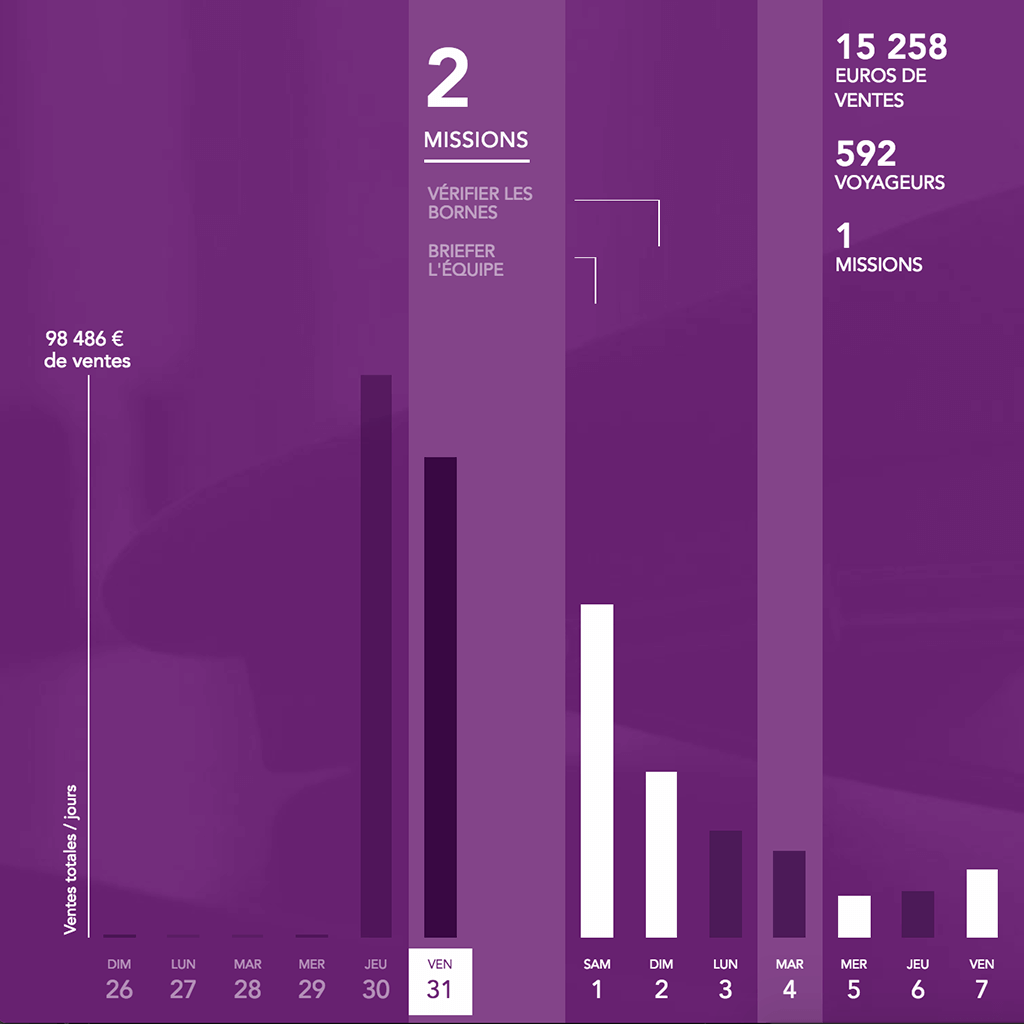 2
MISSIONS
VÉRIFIER LES
BORNES
BRIEFER
L'ÉQUIPE
15 258
EUROS DE
VENTES
592
VOYAGEURS
1
MISSIONS
98 486 €
de ventes
Ventes totales / jours
DIM LUN MAR MER JEU VEN SAM DIM LUN MAR MER JEU VEN
26 27 28 29 30 31 1 2 3 4 5 6 7